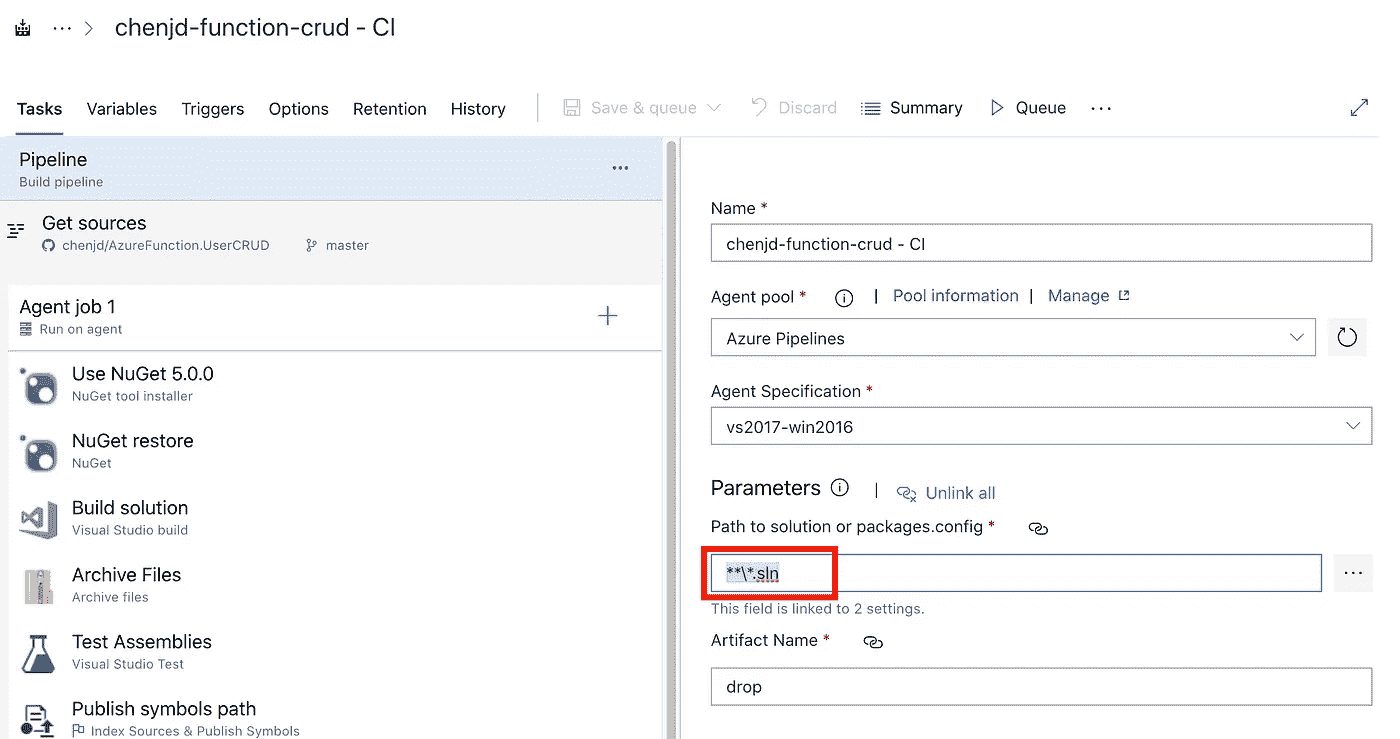 ··· > chenjd-function-crud - CI
Tasks Variables Triggers Options Retention History Save & queue Discard Summary Queue ···
Pipeline ···
Build pipeline
Get sources
chenjd/AzureFunction.UserCRUD master
Agent job 1 +
Run on agent
Use NuGet 5.0.0
NuGet tool installer
NuGet restore
NuGet
Build solution
Visual Studio build
Archive Files
Archive files
Test Assemblies
Visual Studio Test
Publish symbols path
Index Sources & Publish Symbols
Name *
chenjd-function-crud - CI
Agent pool * | Pool information | Manage
Azure Pipelines
Agent Specification *
vs2017-win2016
Parameters | Unlink all
Path to solution or packages.config *
**\*.sln ···
This field is linked to 2 settings.
Artifact Name *
drop